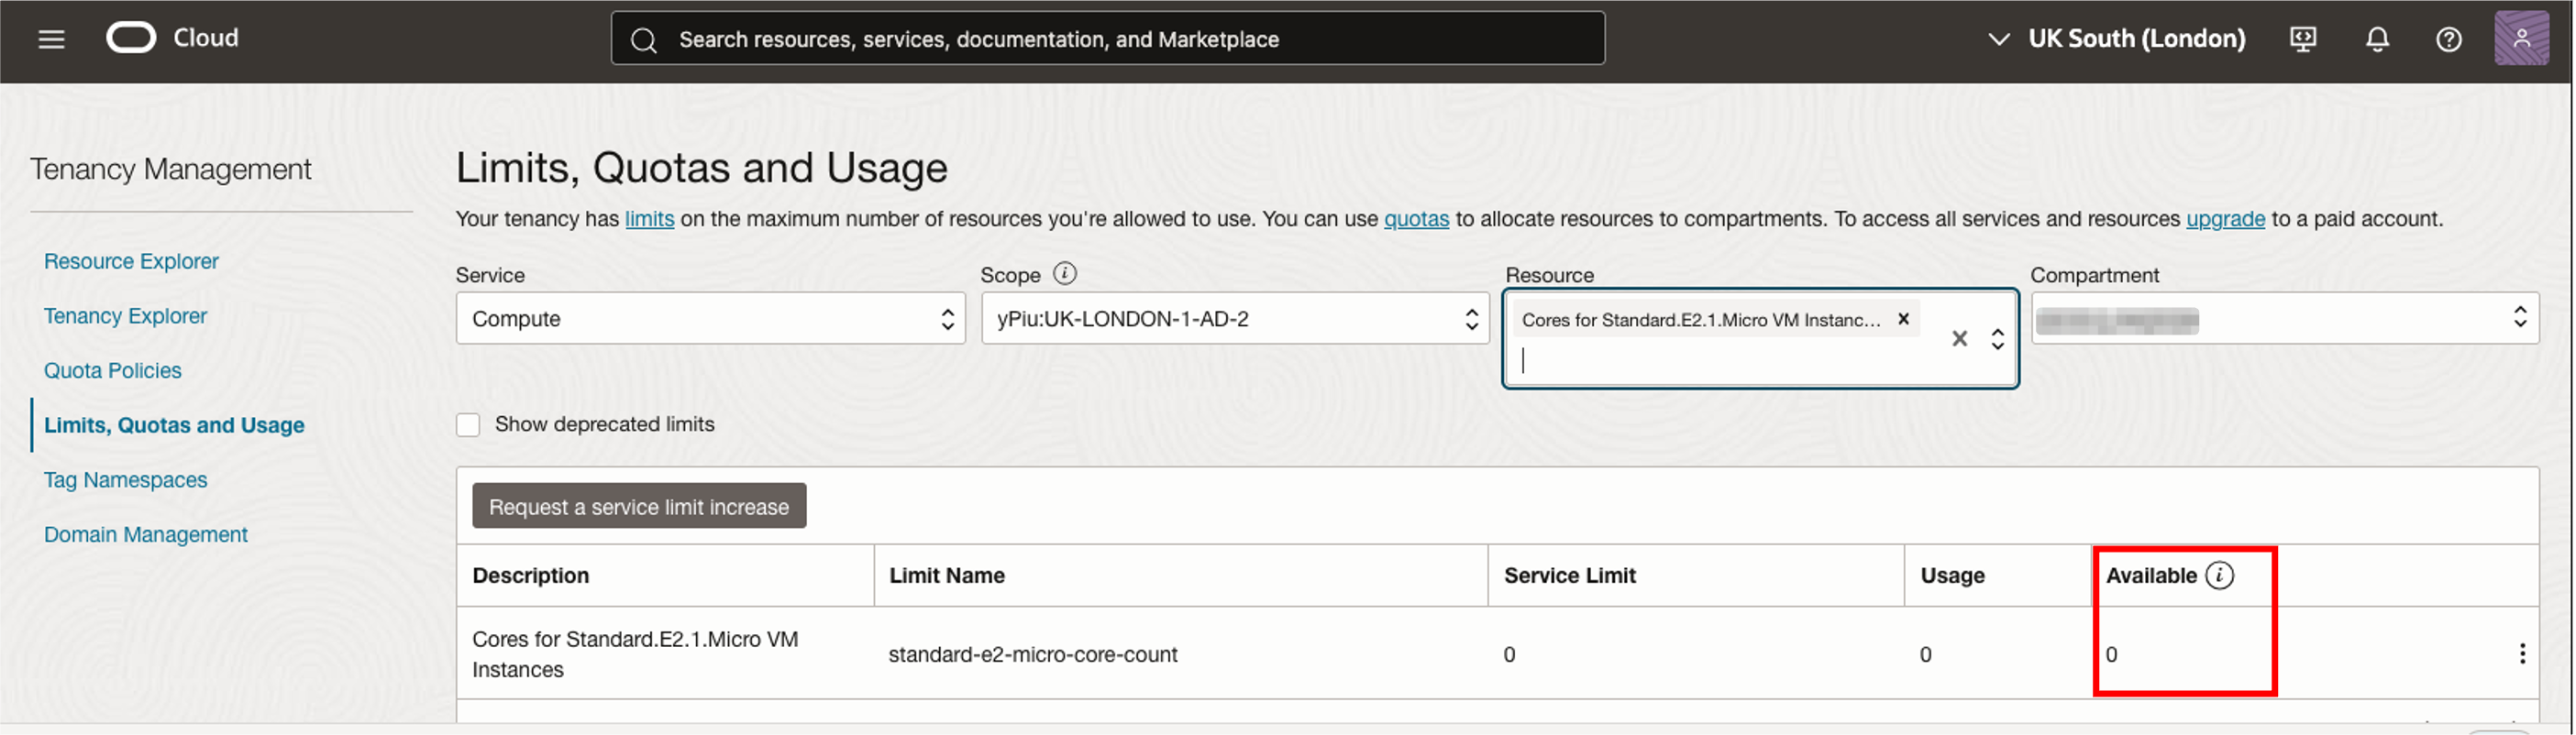 Cloud
Search resources, services, documentation, and Marketplace
UK South (London)
Tenancy Management
Resource Explorer
Tenancy Explorer
Quota Policies
Limits, Quotas and Usage
Tag Namespaces
Domain Management
Limits, Quotas and Usage
Your tenancy has limits on the maximum number of resources you're allowed to use. You can use quotas to allocate resources to compartments. To access all services and resources upgrade to a paid account.
Service
Compute
Scope
yPiu:UK-LONDON-1-AD-2
Resource
Cores for Standard.E2.1.Micro VM Instanc...
Compartment
Show deprecated limits
Request a service limit increase
Description Limit Name Service Limit Usage Available
Cores for Standard.E2.1.Micro VM
Instances
standard-e2-micro-core-count 0 0 0